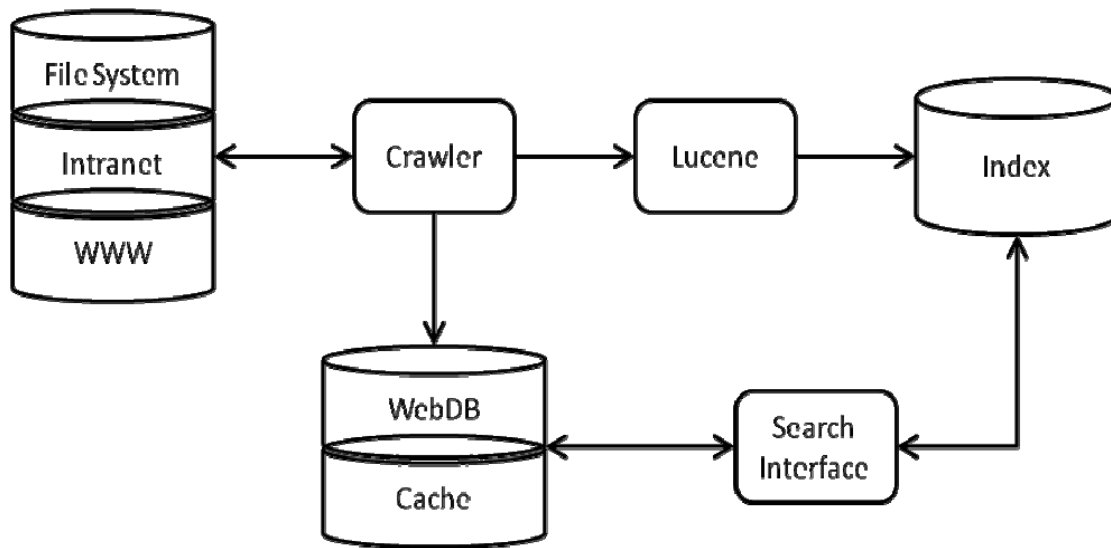 File System
Intranet
WWW
Crawler
Lucene
Index
WebDB
Cache
Search
Interface